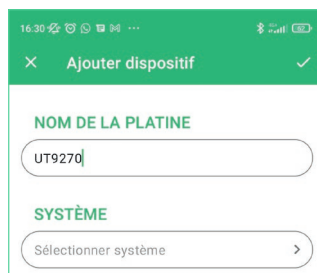 16:30
Ajouter dispositif
NOM DE LA PLATINE
UT9270
SYSTÈME
Sélectionner système